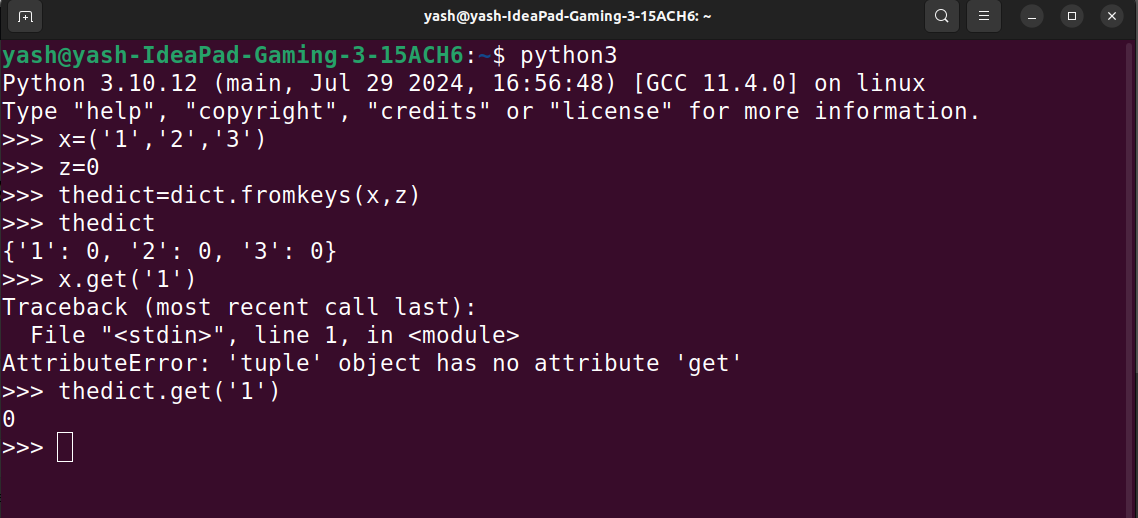 yash@yash-IdeaPad-Gaming-3-15ACH6: ~
yash@yash-IdeaPad-Gaming-3-15ACH6:~$ python3
Python 3.10.12 (main, Jul 29 2024, 16:56:48) [GCC 11.4.0] on linux
Type "help", "copyright", "credits" or "license" for more information.
>>> x=('1','2','3')
>>> z=0
>>> thedict=dict.fromkeys(x,z)
>>> thedict
{'1': 0, '2': 0, '3': 0}
>>> x.get('1')
Traceback (most recent call last):
  File "<stdin>", line 1, in <module>
AttributeError: 'tuple' object has no attribute 'get'
>>> thedict.get('1')
0
>>>